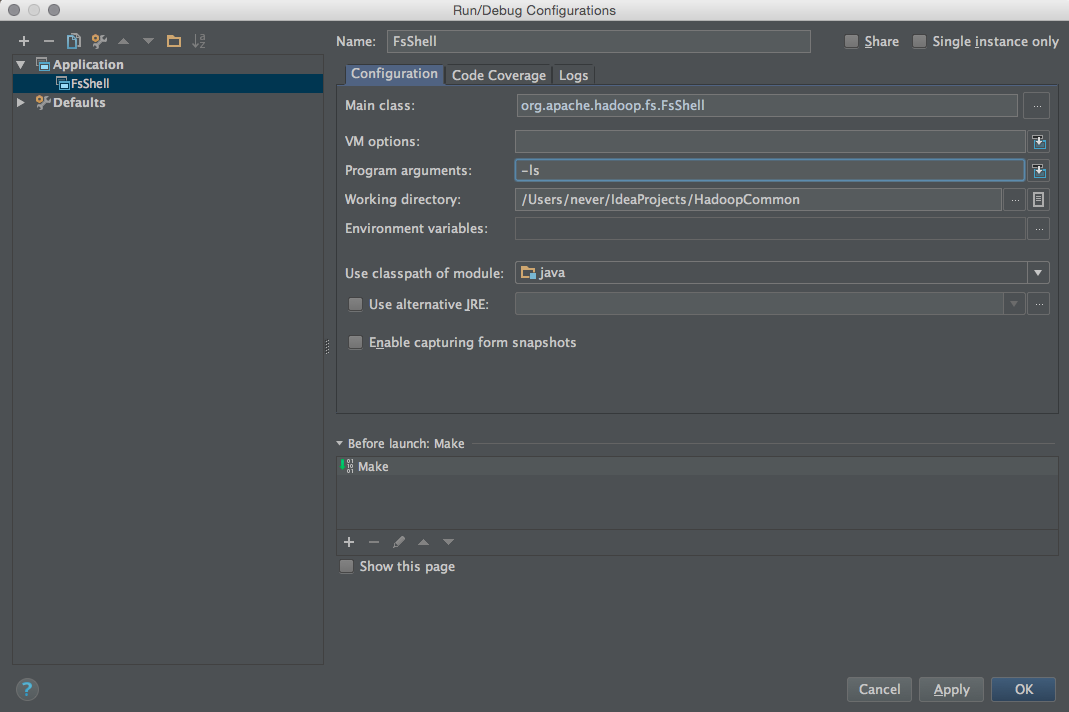 Run/Debug Configurations
Name: FsShell Share Single instance only
Application
FsShell
Defaults
Configuration Code Coverage Logs
Main class: org.apache.hadoop.fs.FsShell ...
VM options:
Program arguments: -ls
Working directory: /Users/never/IdeaProjects/HadoopCommon ...
Environment variables: ...
Use classpath of module: java
Use alternative JRE: ...
Enable capturing form snapshots
Before launch: Make
Make
Show this page
? Cancel Apply OK